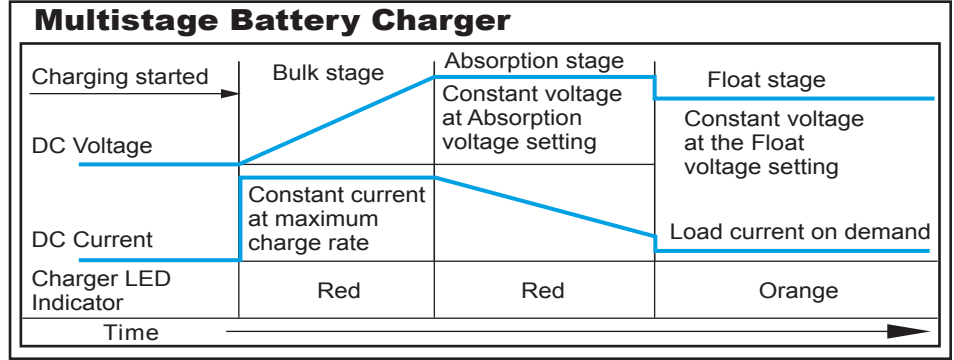 Multistage Battery Charger
Charging started
Bulk stage
Absorption stage
Float stage
Constant voltage
at Absorption
voltage setting
Constant voltage
at the Float
voltage setting
DC Voltage
Constant current
at maximum
charge rate
DC Current
Load current on demand
Charger LED
Indicator
Red
Red
Orange
Time